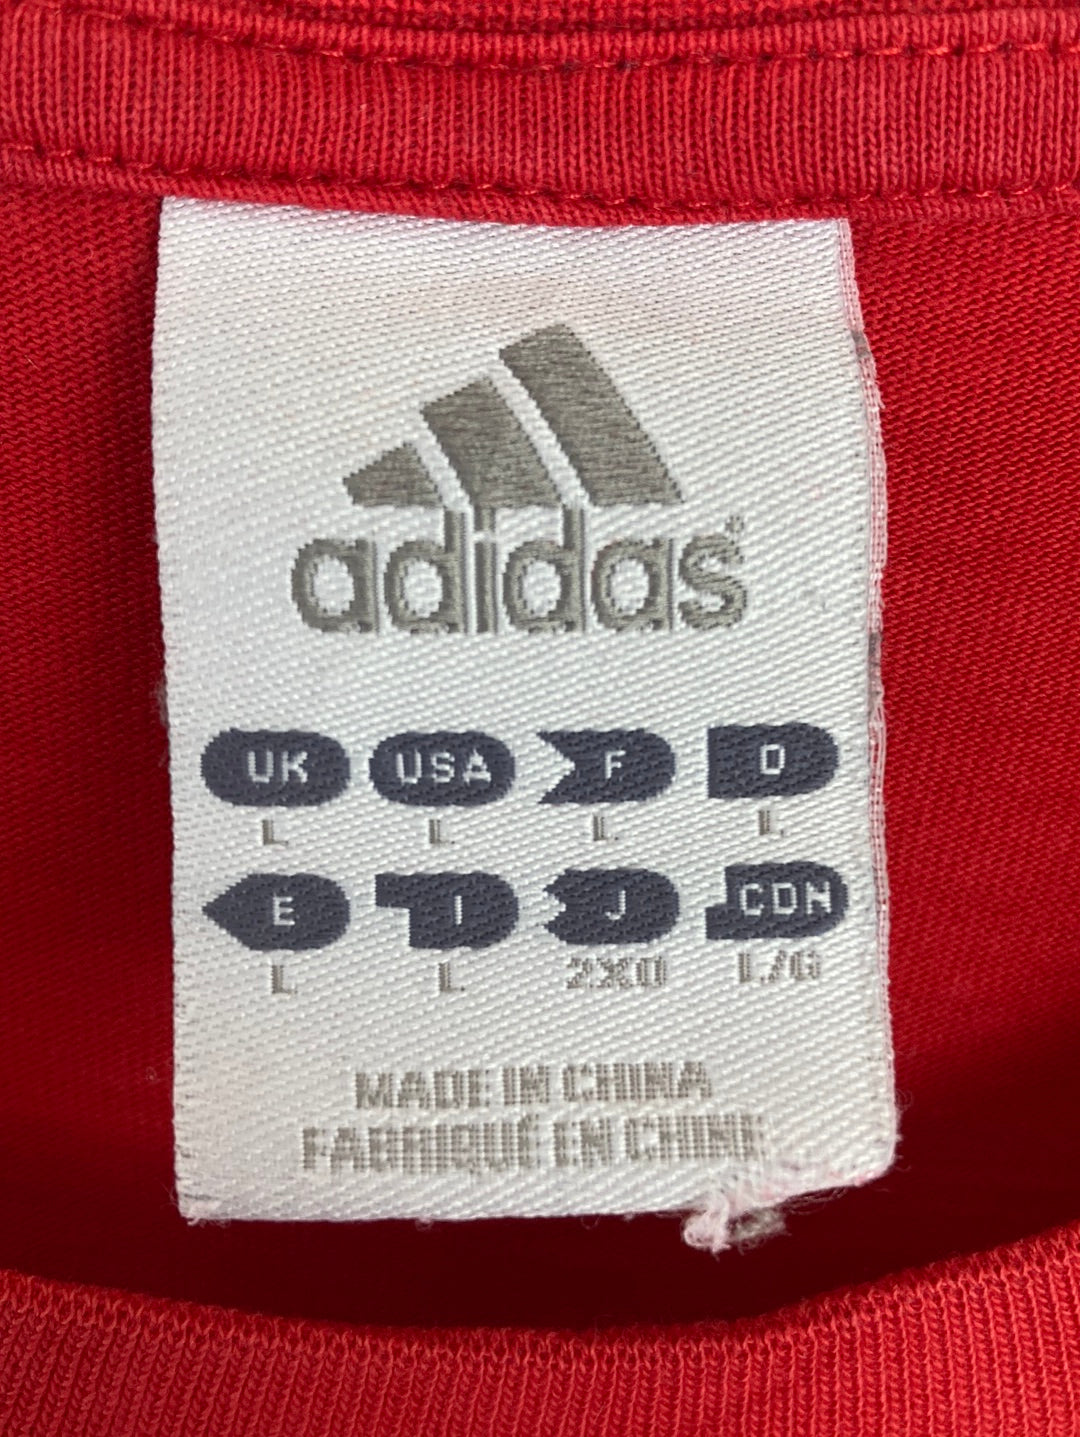 adidas®
UK USA F D
L L L L
E I J CDN
L L 2XO L/G
MADE IN CHINA
FABRIQUÉ EN CHINE